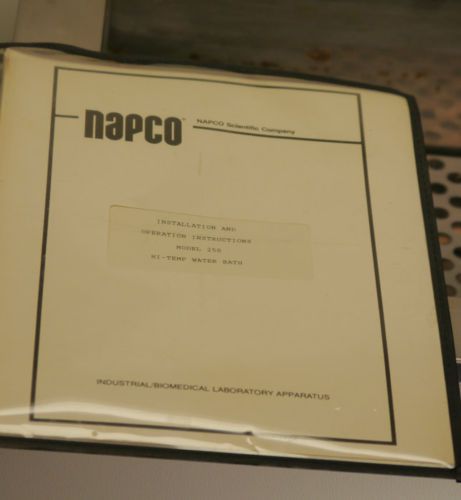 napco
NAPCO Scientific Company
INSTALLATION AND
OPERATION INSTRUCTIONS
MODEL 250
HI-TEMP WATER BATH
INDUSTRIAL/BIOMEDICAL LABORATORY APPARATUS